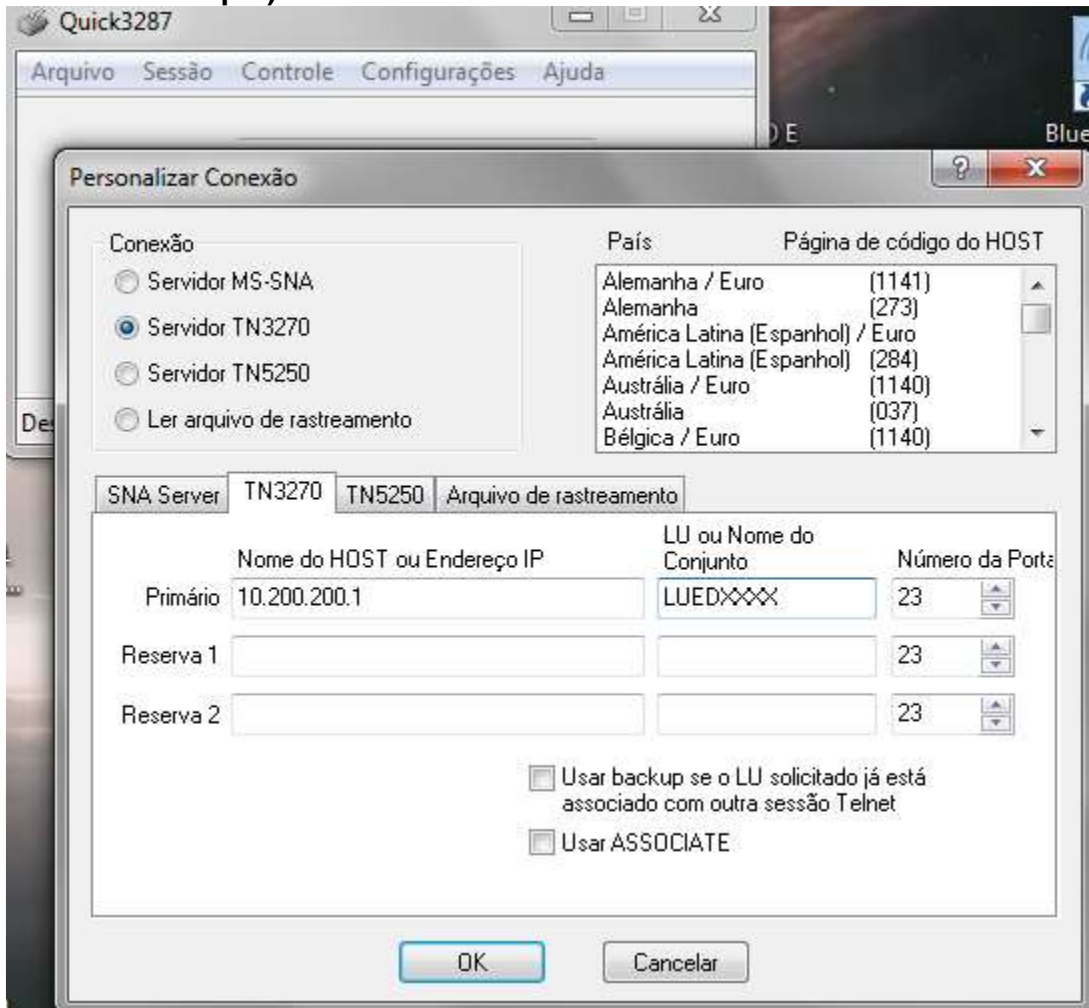 Quick3287
Arquivo Sessão Controle Configurações Ajuda
Personalizar Conexão
Conexão
Servidor MS-SNA
Servidor TN3270
Servidor TN5250
Ler arquivo de rastreamento
País Página de código do HOST
Alemanha / Euro (1141)
Alemanha (273)
América Latina (Espanhol) / Euro
América Latina (Espanhol) (284)
Austrália / Euro (1140)
Austrália (037)
Bélgica / Euro (1140)
SNA Server TN3270 TN5250 Arquivo de rastreamento
Nome do HOST ou Endereço IP
LU ou Nome do
Conjunto
Número da Porta
Primário 10.200.200.1 LUEDXXXX 23
Reserva 1 23
Reserva 2 23
Usar backup se o LU solicitado já está
associado com outra sessão Telnet
Usar ASSOCIATE
OK Cancelar